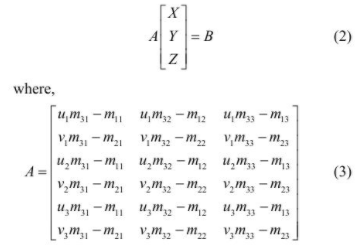 A [X Y Z] = B (2)
where,
A = [u₁m₃₁ − m₁₁ u₁m₃₂ − m₁₂ u₁m₃₃ − m₁₃
v₁m₃₁ − m₂₁ v₁m₃₂ − m₂₂ v₁m₃₃ − m₂₃
u₂m₃₁ − m₁₁ u₂m₃₂ − m₁₂ u₂m₃₃ − m₁₃
v₂m₃₁ − m₂₁ v₂m₃₂ − m₂₂ v₂m₃₃ − m₂₃
u₃m₃₁ − m₁₁ u₃m₃₂ − m₁₂ u₃m₃₃ − m₁₃
v₃m₃₁ − m₂₁ v₃m₃₂ − m₂₂ v₃m₃₃ − m₂₃] (3)